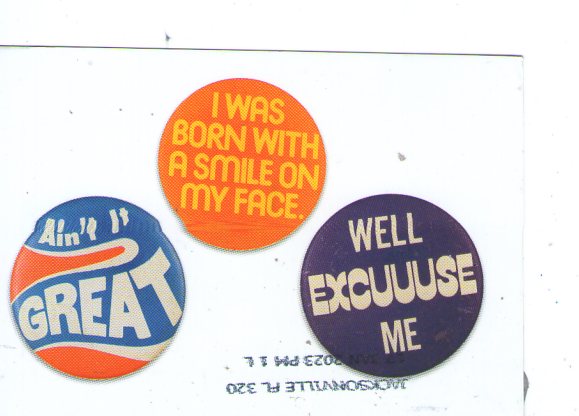 I WAS
BORN WITH
A SMILE ON
MY FACE.
Ain't It
GREAT
WELL
EXCUUUSE
ME
JACKSONVILLE FL 320
JAN 2023 PM 1 L